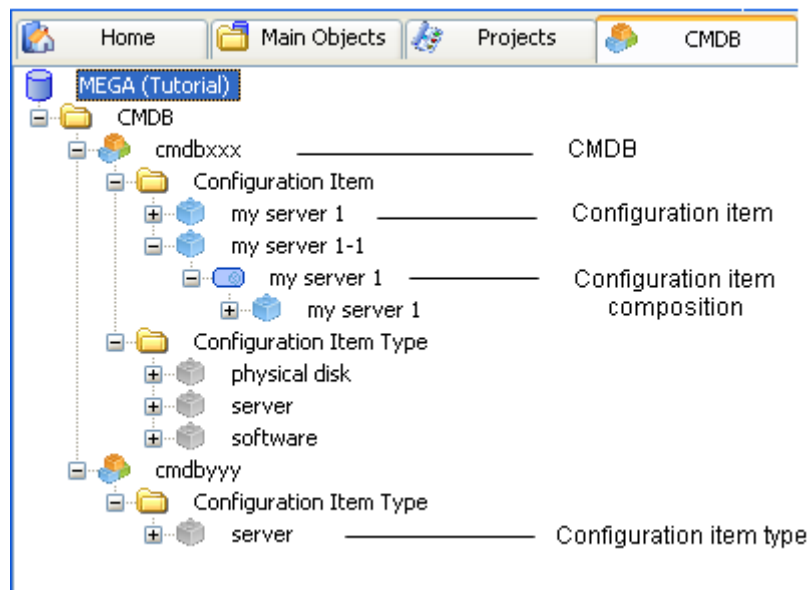 Home Main Objects Projects CMDB
MEGA (Tutorial)
CMDB
cmdbxxx CMDB
Configuration Item
my server 1 Configuration item
my server 1-1
my server 1 Configuration item
composition
my server 1
Configuration Item Type
physical disk
server
software
cmdbyyy
Configuration Item Type
server Configuration item type